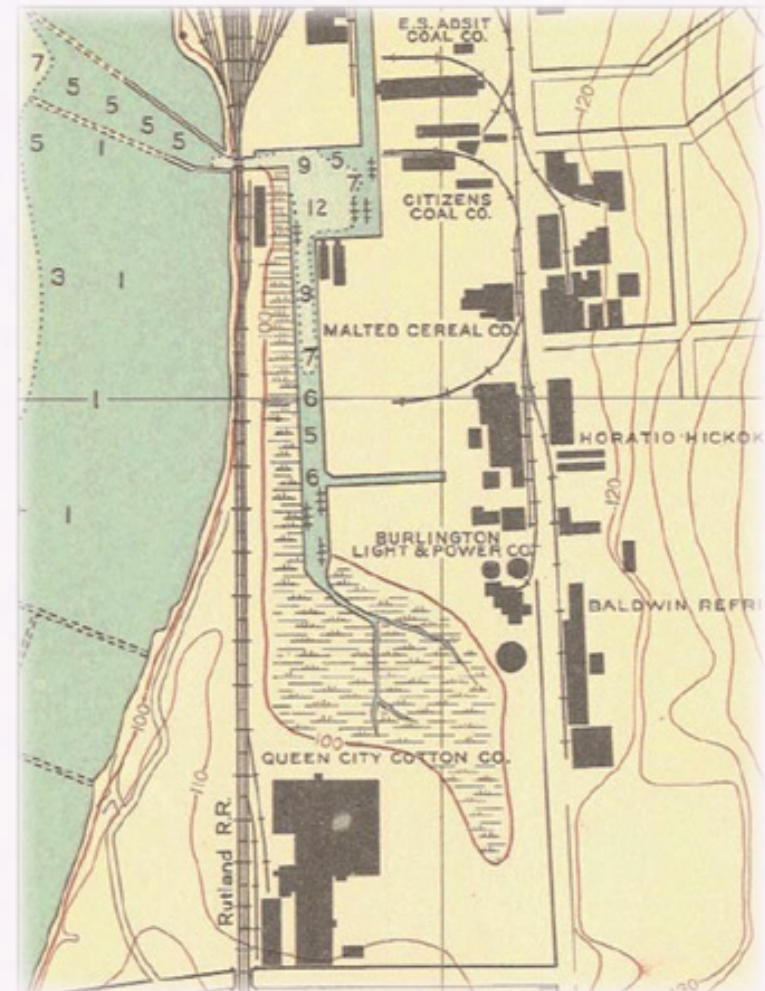 E.S. ADSIT
COAL CO.
120
7
5
5
5
5
5
1
9
5
7
12
CITIZENS
COAL CO.
3
1
9
100
MALTED CEREAL CO.
7
1
6
5
HORATIO HICKOK
6
120
1
BURLINGTON
LIGHT & POWER CO.
BALDWIN REFRI
100
100
QUEEN CITY COTTON CO.
110
Rutland R.R.